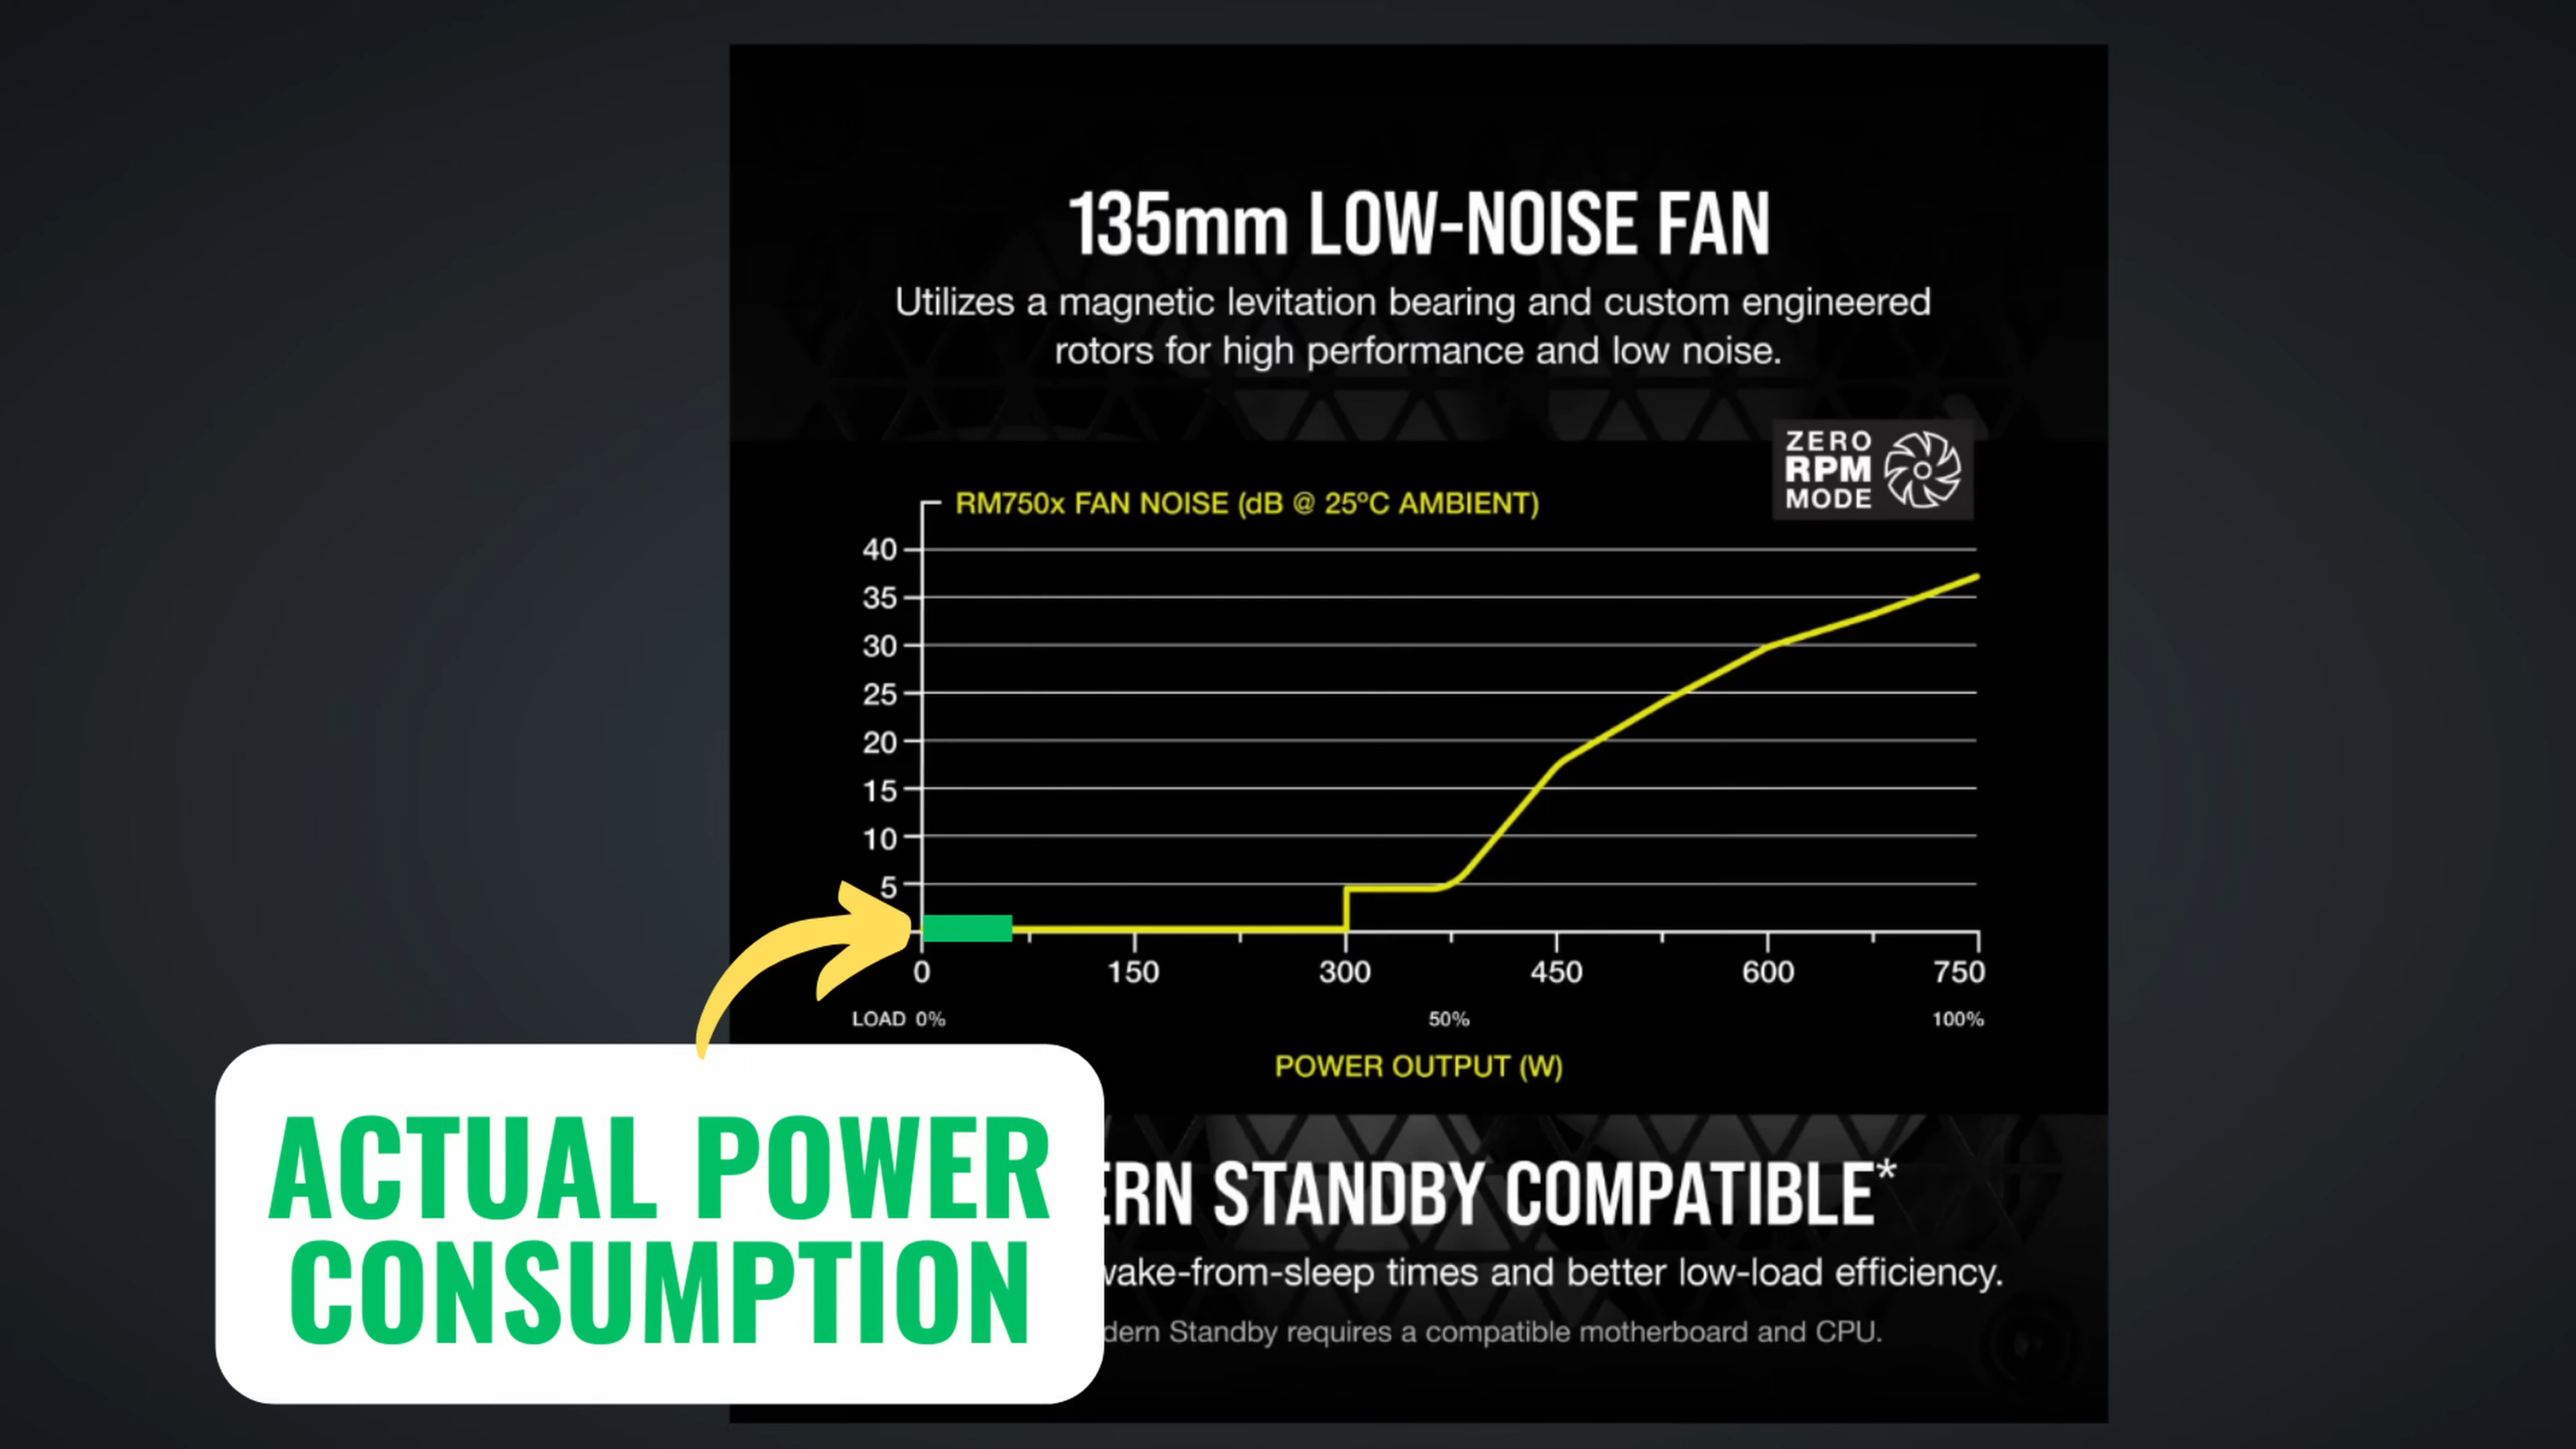 135mm LOW-NOISE FAN
Utilizes a magnetic levitation bearing and custom engineered
rotors for high performance and low noise.
ZERO
RPM
MODE
RM750x FAN NOISE (dB @ 25ºC AMBIENT)
40
35
30
25
20
15
10
5
0 150 300 450 600 750
LOAD 0% 50% 100%
POWER OUTPUT (W)
ACTUAL POWER
CONSUMPTION
ERN STANDBY COMPATIBLE*
wake-from-sleep times and better low-load efficiency.
dern Standby requires a compatible motherboard and CPU.